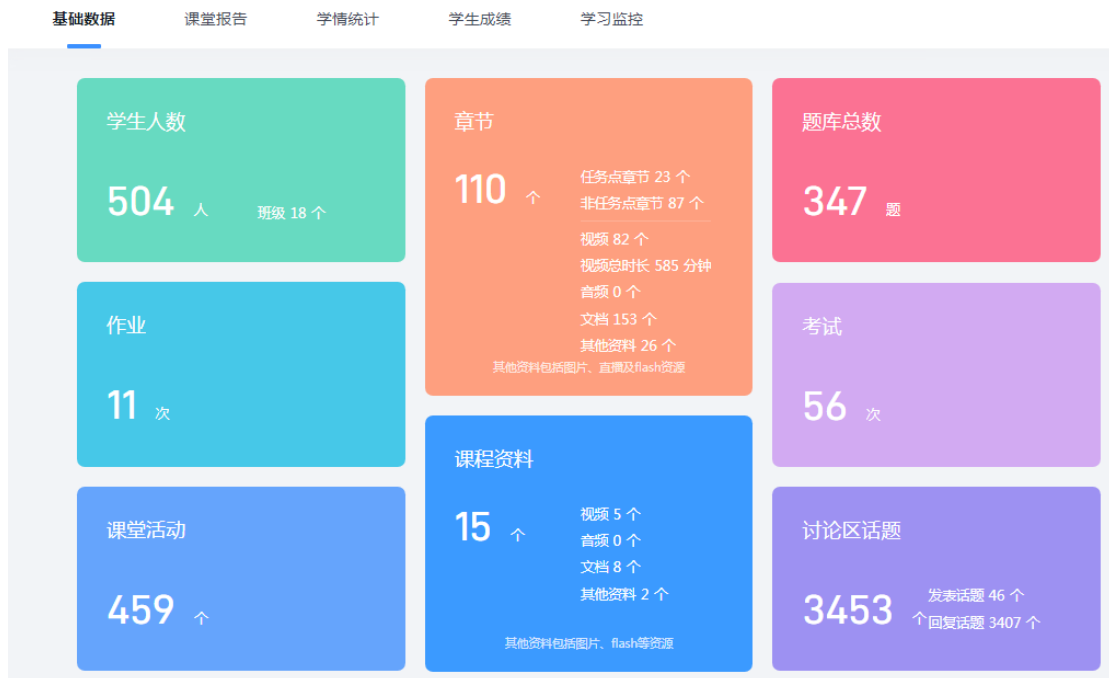 基础数据 课堂报告 学情统计 学生成绩 学习监控
学生人数
504 人 班级 18 个
章节
110 个
任务点章节 23 个
非任务点章节 87 个
视频 82 个
视频总时长 585 分钟
音频 0 个
文档 153 个
其他资料 26 个
其他资料包括图片、直播及flash资源
题库总数
347 题
作业
11 次
考试
56 次
课程资料
15 个
视频 5 个
音频 0 个
文档 8 个
其他资料 2 个
其他资料包括图片、flash等资源
课堂活动
459 个
讨论区话题
3453 个
发表话题 46 个
回复话题 3407 个